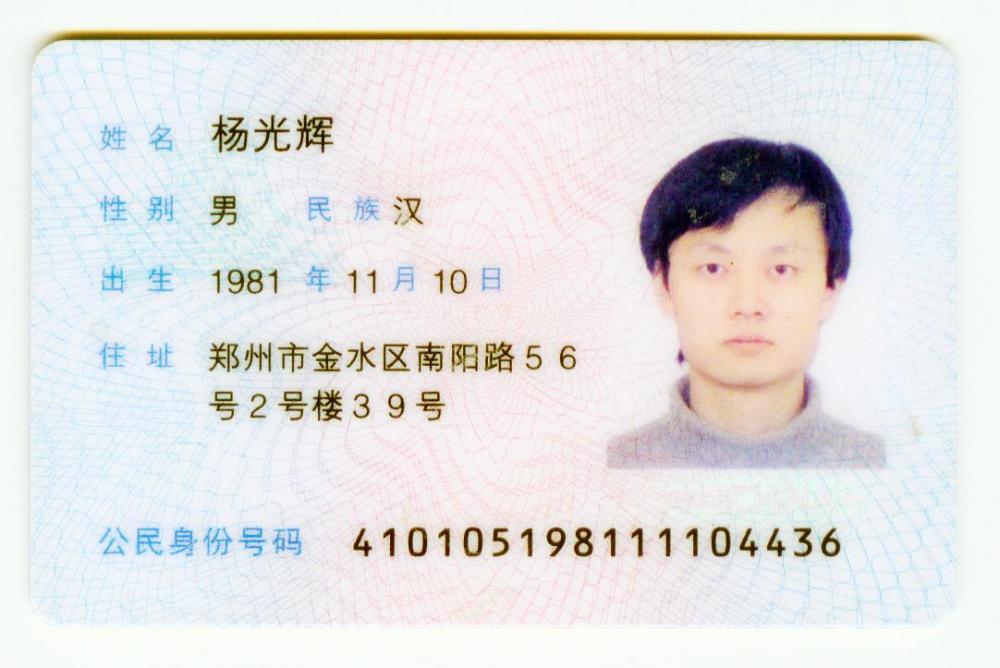 姓名 杨光辉
性别 男 民族 汉
出生 1981 年 11 月 10 日
住址 郑州市金水区南阳路56
号2号楼39号
公民身份号码 410105198111104436